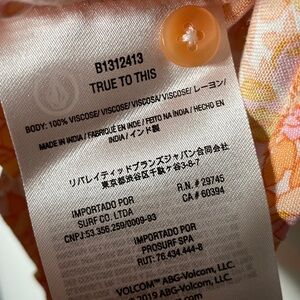 B1312413
TRUE TO THIS
BODY: 100% VISCOSE/ VISCOSE/ VISCOSA/ VISCOSE/ レーヨン/
MADE IN INDIA / FABRIQUÉ EN INDE / FEITO NA ÍNDIA / HECHO EN
INDIA / インド製
リバレイティッドブランズジャパン合同会社
東京都渋谷区千駄ヶ谷3-8-7
IMPORTADO POR
SURF CO. LTDA
CNPJ:53.356.259/0009-93
R.N.# 29745
CA # 60394
IMPORTADO POR
PROSURF SPA
RUT: 76.434.444-8
VOLCOM™ ABG-Volcom, LLC.
© 2019 ABG-Volcom, LLC.